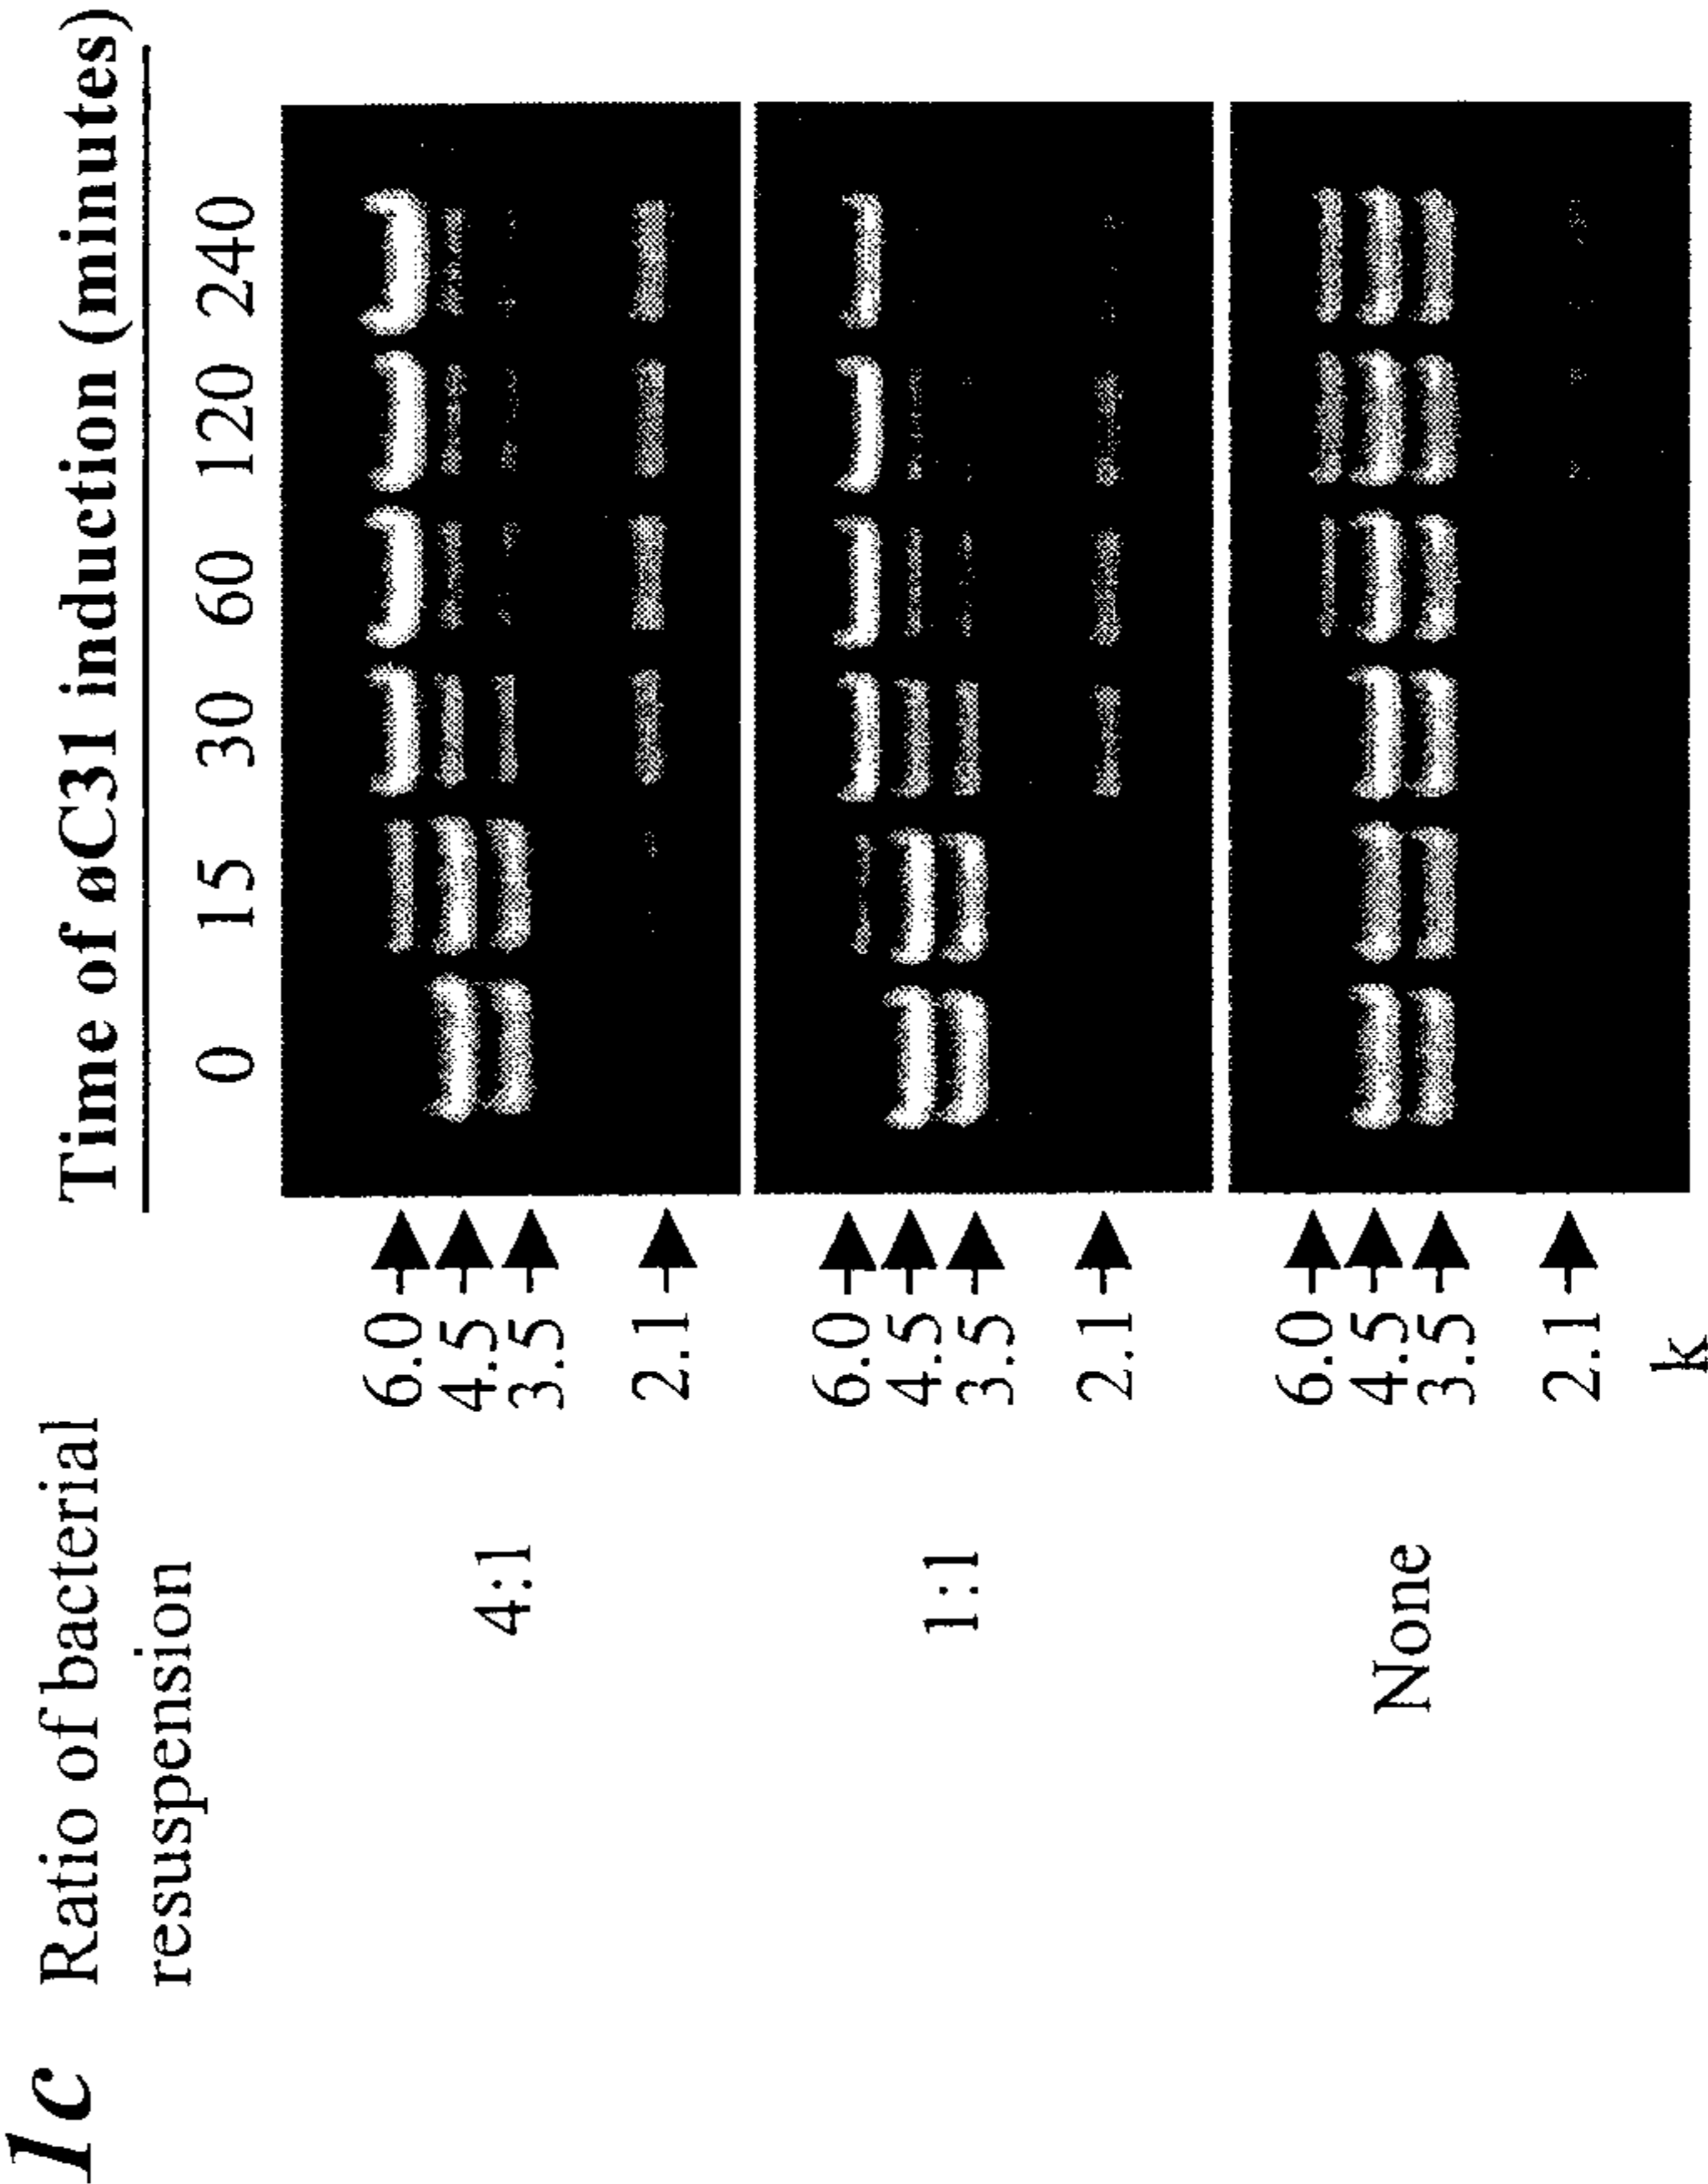 1c Ratio of bacterial
resuspension
Time of øC31 induction (minutes)
0 15 30 60 120 240
4:1
6.0
4.5
3.5
2.1
1:1
6.0
4.5
3.5
2.1
None
6.0
4.5
3.5
2.1
k